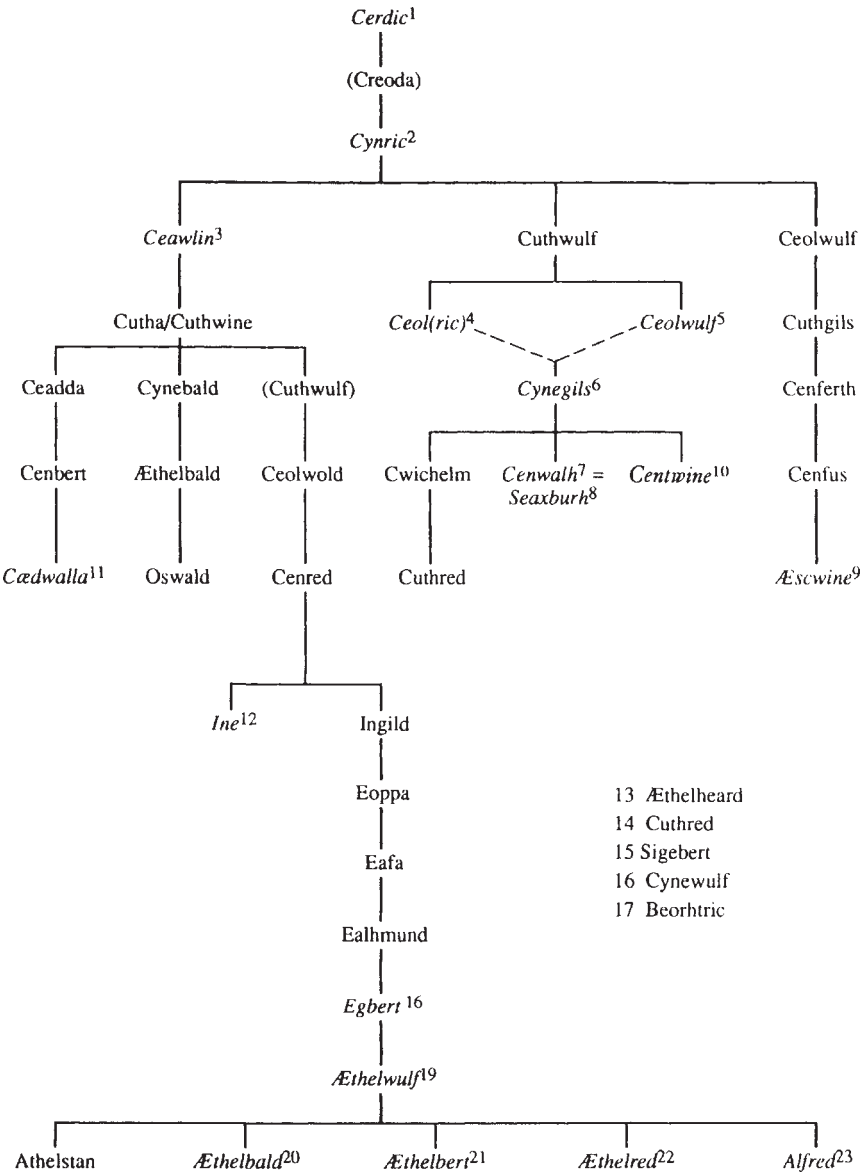 Cerdic¹
(Creoda)
Cynric²
Ceawlin³ Cuthwulf Ceolwulf
Cutha/Cuthwine Ceol(ric)⁴ Ceolwulf⁵ Cuthgils
Ceadda Cynebald (Cuthwulf) Cynegils⁶ Cenferth
Cenbert Æthelbald Ceolwold Cwichelm Cenwalh⁷ = Centwine¹⁰ Cenfus
Seaxburh⁸
Cædwalla¹¹ Oswald Cenred Cuthred Æscwine⁹
Ine¹² Ingild
Eoppa
13 Æthelheard
14 Cuthred
15 Sigebert
16 Cynewulf
17 Beorhtric
Eafa
Ealhmund
Egbert ¹⁶
Æthelwulf¹⁹
Athelstan Æthelbald²⁰ Æthelbert²¹ Æthelred²² Alfred²³